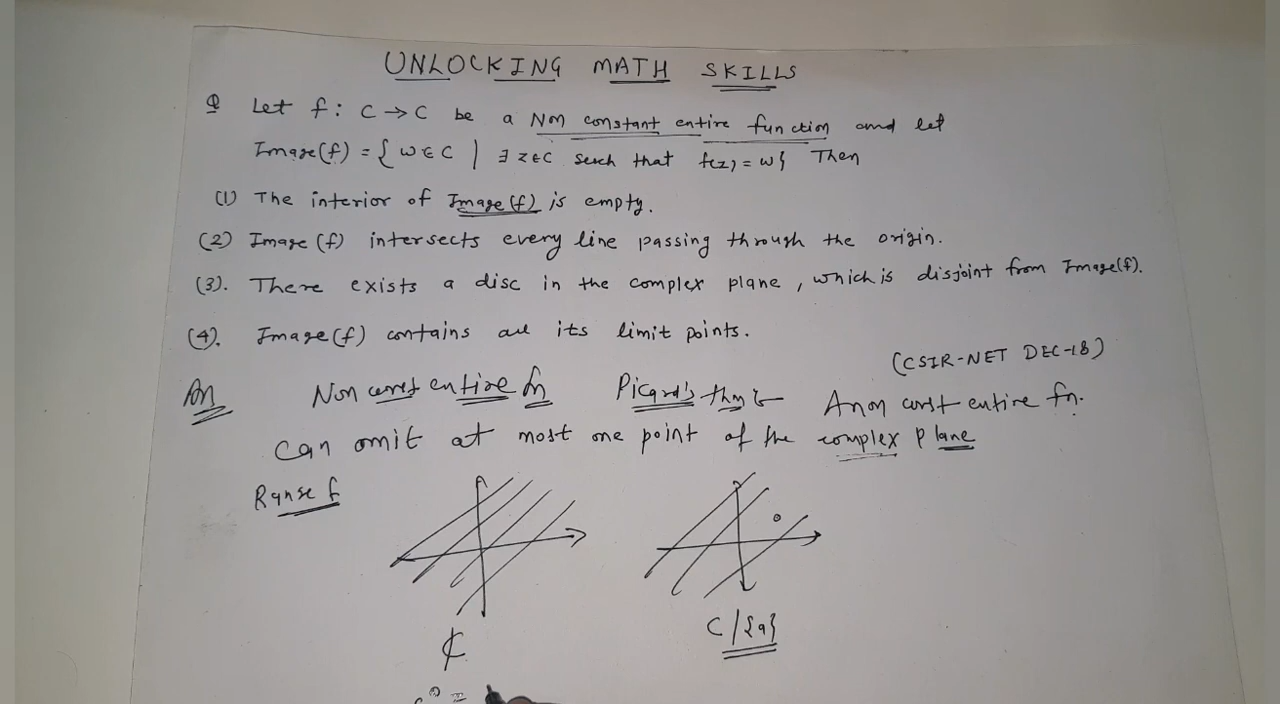 UNLOCKING MATH SKILLS
Q Let f: C → C be a Non constant entire function and let
Image(f) = { w ∈ C | ∃ z ∈ C such that f(z) = w} Then
(1) The interior of Image(f) is empty.
(2) Image (f) intersects every line passing through the origin.
(3). There exists a disc in the complex plane, which is disjoint from Image(f).
(4). Image(f) contains all its limit points.
(CSIR-NET DEC-18)
An Non const entire fn Picard's thm :- A non const entire fn.
can omit at most one point of the complex plane
Range f
₵
C/{a}